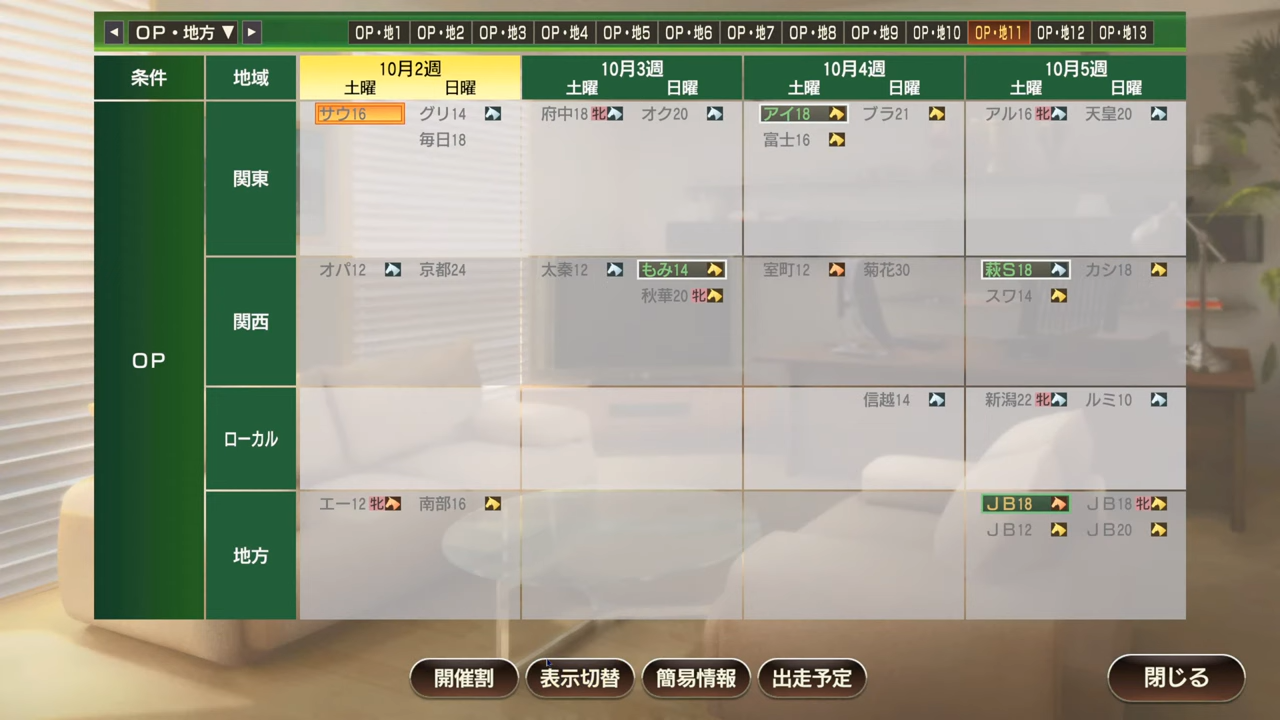 ◀ OP・地方▼ ▶ OP・地1 OP・地2 OP・地3 OP・地4 OP・地5 OP・地6 OP・地7 OP・地8 OP・地9 OP・地10 OP・地11 OP・地12 OP・地13
条件 地域 10月2週 10月3週 10月4週 10月5週
土曜 日曜 土曜 日曜 土曜 日曜 土曜 日曜
OP
関東
サウ16 グリ14 府中18 牝 オク20 アイ18 ブラ21 アル16 牝 天皇20
毎日18 富士16
関西
オパ12 京都24 太秦12 もみ14 室町12 菊花30 萩S18 カシ18
秋華20 牝 スワ14
ローカル
信越14 新潟22 牝 ルミ10
地方
エー12 牝 南部16 JB18 JB18 牝
JB12 JB20
開催割 表示切替 簡易情報 出走予定 閉じる